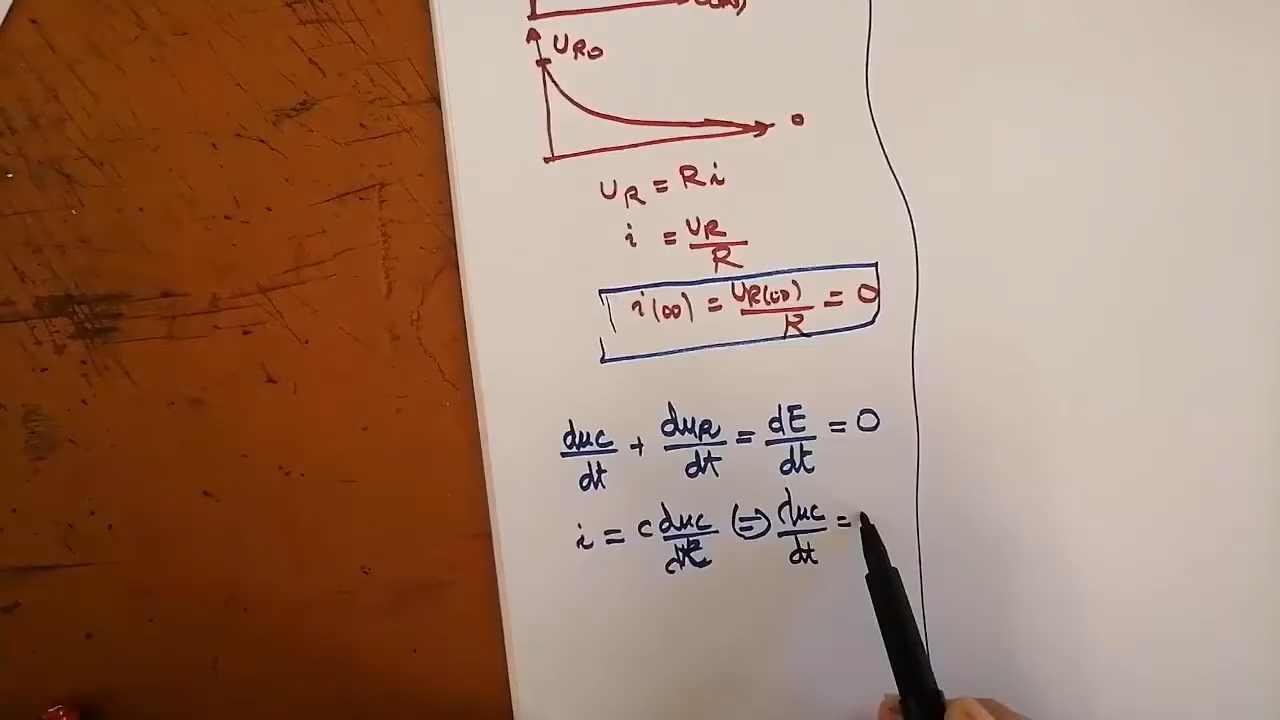 U_R0
0
U_R = Ri
i = U_R/R
i(∞) = U_R(∞)/R = 0
duc/dt + du_R/dt = dE/dt = 0
i = c duc/dt ⇔ duc/dt =